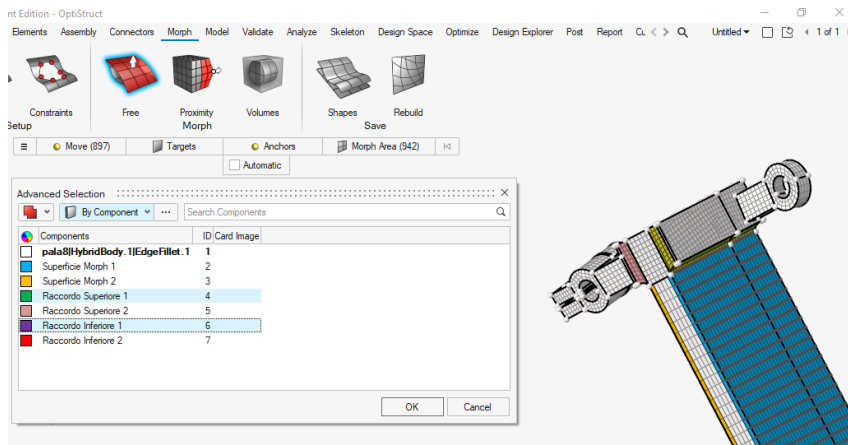 nt Edition - OptiStruct
Elements Assembly Connectors Morph Model Validate Analyze Skeleton Design Space Optimize Design Explorer Post Report Untitled 1 of 1
Constraints Free Proximity Volumes Shapes Rebuild
Setup Morph Save
Move (897) Targets Anchors Morph Area (942)
Automatic
Advanced Selection
By Component Search Components
Components ID Card Image
pala8|HybridBody.1|EdgeFillet.1 1
Superficie Morph 1 2
Superficie Morph 2 3
Raccordo Superiore 1 4
Raccordo Superiore 2 5
Raccordo Inferiore 1 6
Raccordo Inferiore 2 7
OK Cancel